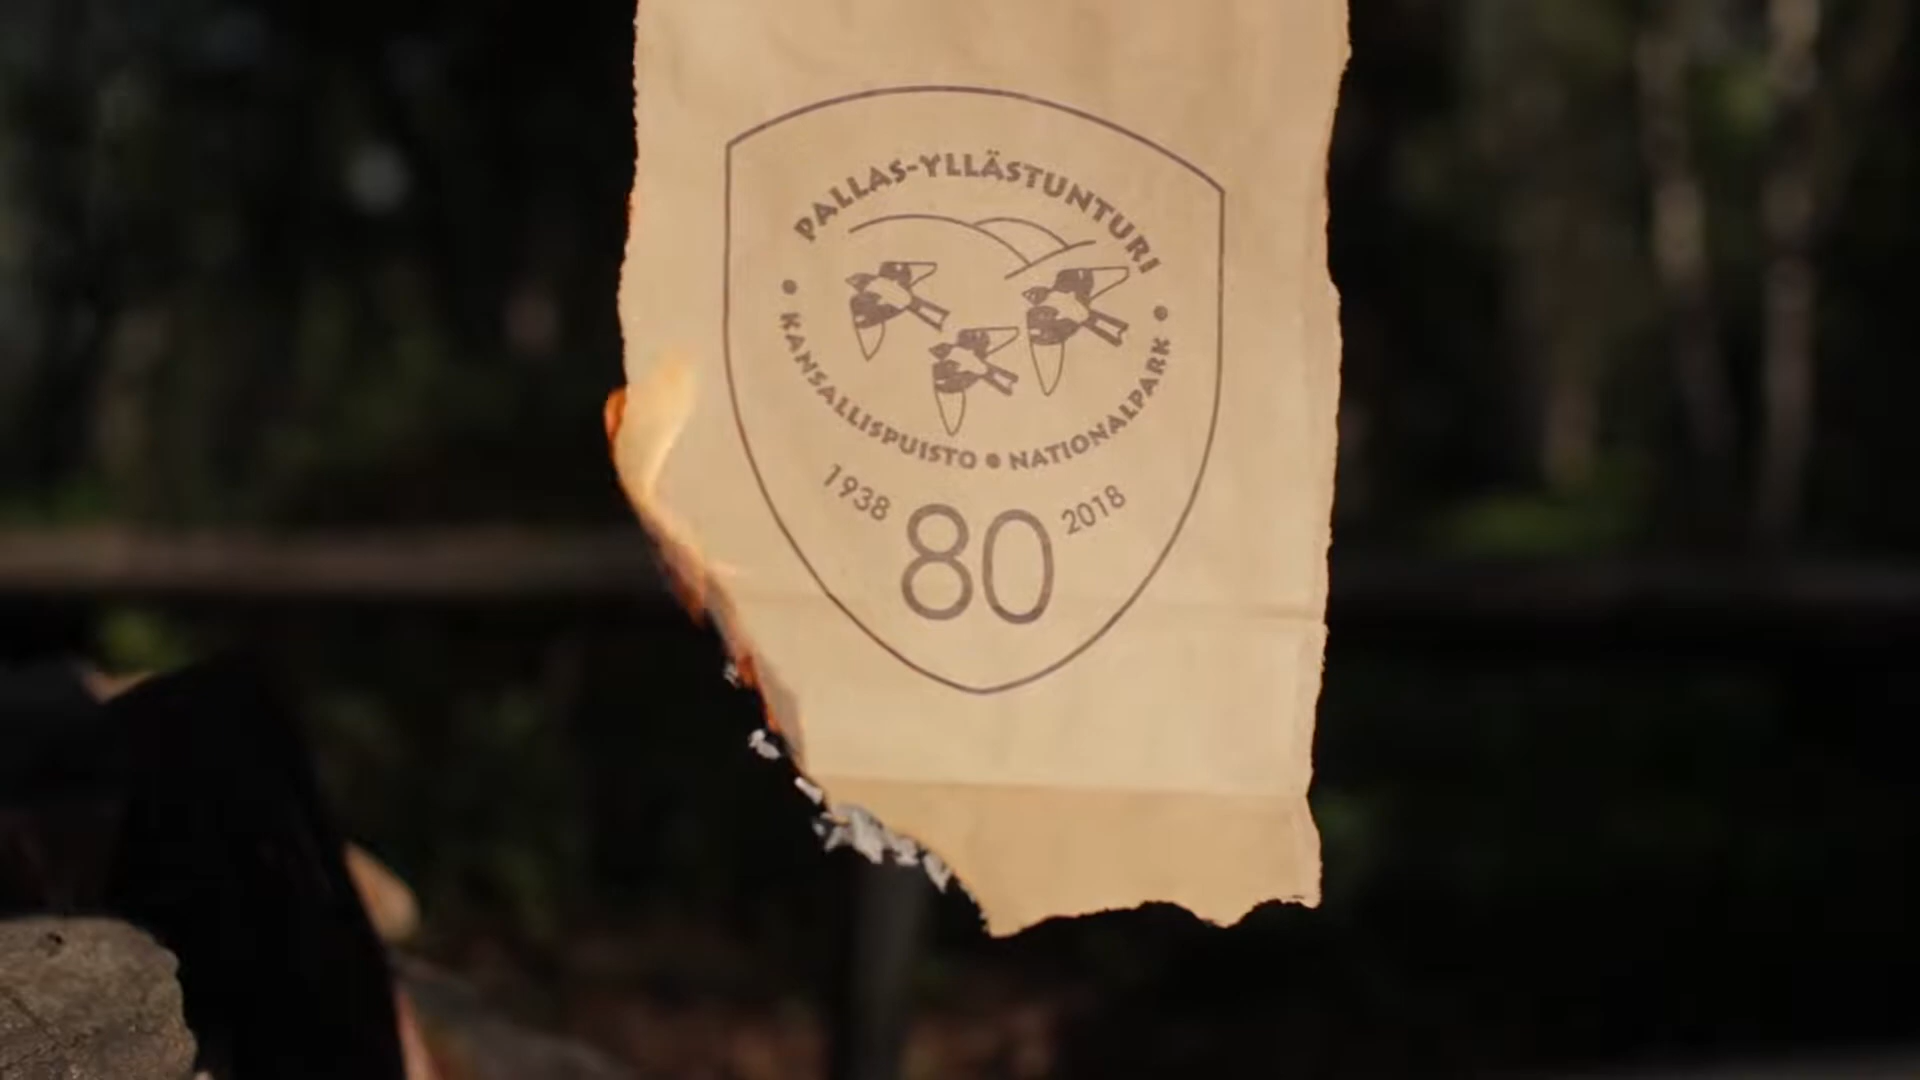 PALLAS-YLLÄSTUNTURI
• KANSALLISPUISTO • NATIONALPARK •
1938 80 2018